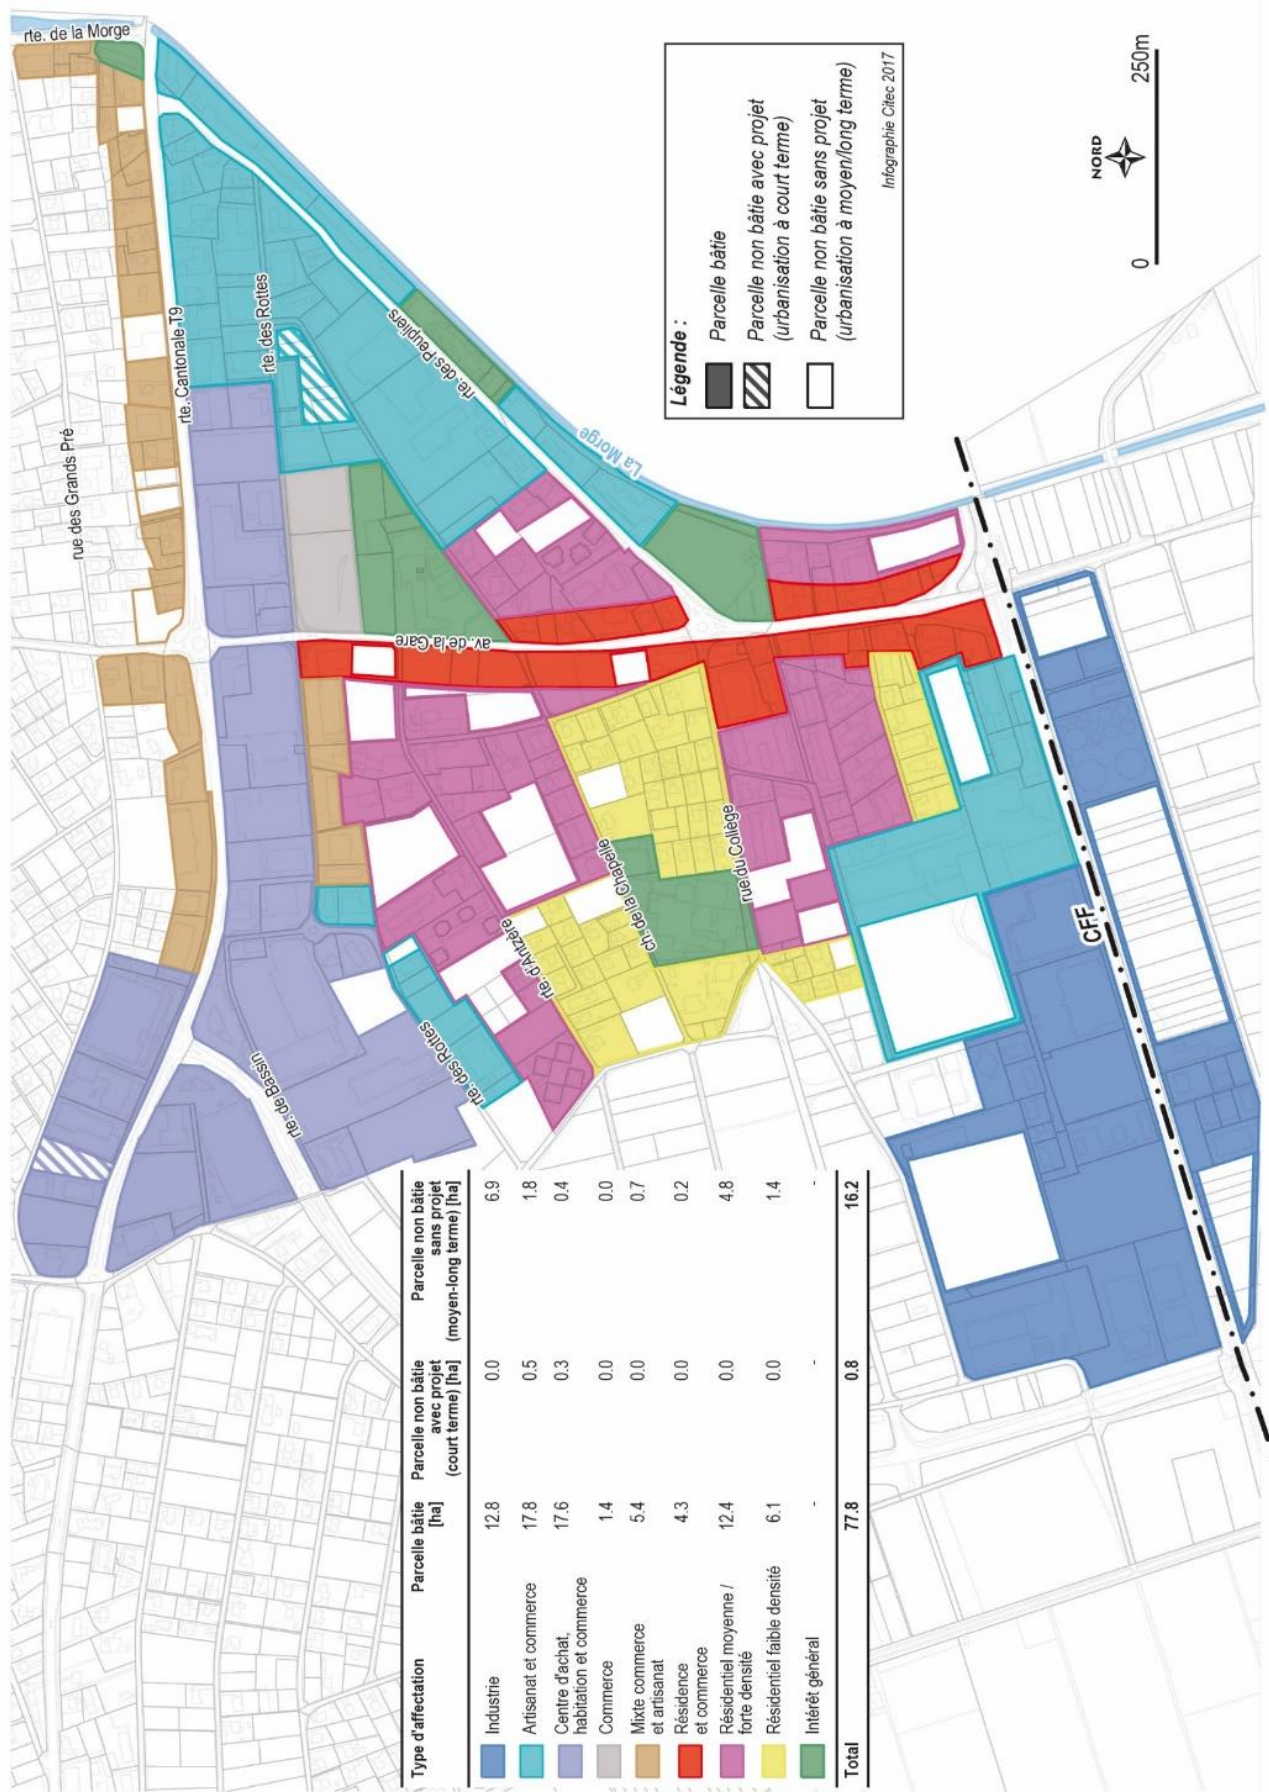 rte. de la Morge
rue des Grands Pré
rte. Cantonale-T9
rte. des Rottes
rte. des Peupliers
La Morge
av. de la Gare
rte. de Bassin
rte. des Rottes
rte. d'Antzère
ch. de la Chapelle
rue du Collège
CFF
Légende :
Parcelle bâtie
Parcelle non bâtie avec projet
(urbanisation à court terme)
Parcelle non bâtie sans projet
(urbanisation à moyen/long terme)
Infographie Citec 2017
NORD
0 250m
Type d'affectation Parcelle bâtie [ha] Parcelle non bâtie avec projet (court terme) [ha] Parcelle non bâtie sans projet (moyen-long terme) [ha]
Industrie 12.8 0.0 6.9
Artisanat et commerce 17.8 0.5 1.8
Centre d'achat,
habitation et commerce 17.6 0.3 0.4
Commerce 1.4 0.0 0.0
Mixte commerce
et artisanat 5.4 0.0 0.7
Résidence
et commerce 4.3 0.0 0.2
Résidentiel moyenne /
forte densité 12.4 0.0 4.8
Résidentiel faible densité 6.1 0.0 1.4
Intérêt général - - -
Total 77.8 0.8 16.2